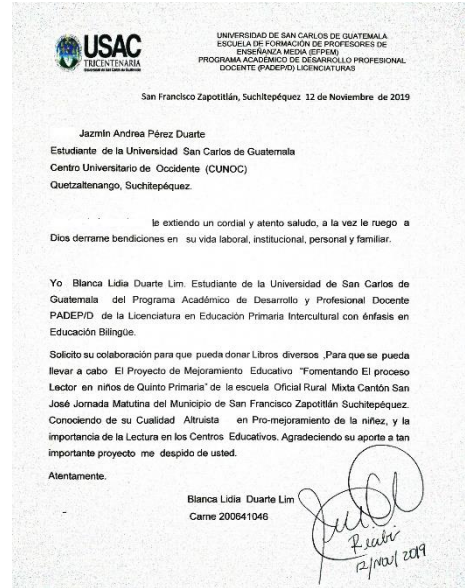 USAC
TRICENTENARIA
UNIVERSIDAD DE SAN CARLOS DE GUATEMALA
ESCUELA DE FORMACIÓN DE PROFESORES DE
ENSEÑANZA MEDIA (EFPEM)
PROGRAMA ACADÉMICO DE DESARROLLO PROFESIONAL
DOCENTE (PADEP/D) LICENCIATURAS
San Francisco Zapotitlán, Suchitepéquez 12 de Noviembre de 2019
Jazmín Andrea Pérez Duarte
Estudiante de la Universidad San Carlos de Guatemala
Centro Universitario de Occidente (CUNOC)
Quetzaltenango, Suchitepéquez.
le extiendo un cordial y atento saludo, a la vez le ruego a
Dios derrame bendiciones en su vida laboral, institucional, personal y familiar.
Yo Blanca Lidia Duarte Lim. Estudiante de la Universidad de San Carlos de
Guatemala del Programa Académico de Desarrollo y Profesional Docente
PADEP/D de la Licenciatura en Educación Primaria Intercultural con énfasis en
Educación Bilingüe.
Solicito su colaboración para que pueda donar Libros diversos ,Para que se pueda
llevar a cabo El Proyecto de Mejoramiento Educativo "Fomentando El proceso
Lector en niños de Quinto Primaria" de la escuela Oficial Rural Mixta Cantón San
José Jornada Matutina del Municipio de San Francisco Zapotitlán Suchitepéquez.
Conociendo de su Cualidad Altruista en Pro-mejoramiento de la niñez, y la
importancia de la Lectura en los Centros Educativos. Agradeciendo su aporte a tan
importante proyecto me despido de usted.
Atentamente.
Blanca Lidia Duarte Lim
Carne 200641046
Recibi
12/Nov/2019